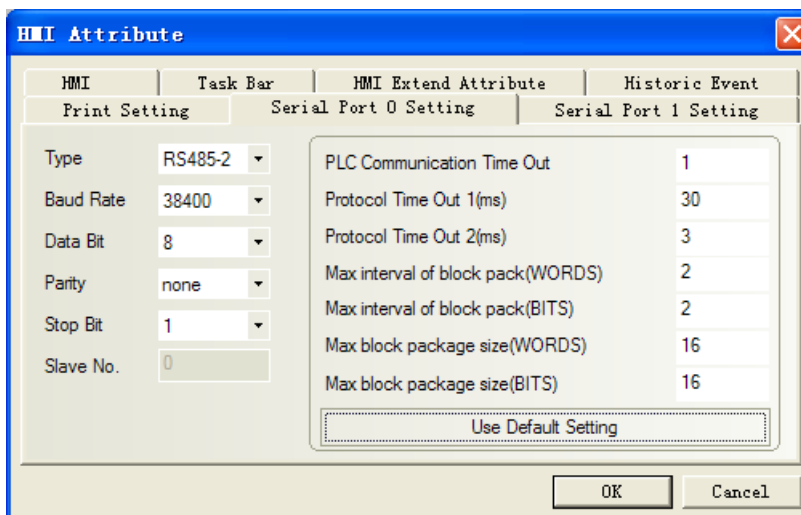 HMI Attribute
HMI Task Bar HMI Extend Attribute Historic Event
Print Setting Serial Port 0 Setting Serial Port 1 Setting
Type RS485-2
Baud Rate 38400
Data Bit 8
Parity none
Stop Bit 1
Slave No. 0
PLC Communication Time Out 1
Protocol Time Out 1(ms) 30
Protocol Time Out 2(ms) 3
Max interval of block pack(WORDS) 2
Max interval of block pack(BITS) 2
Max block package size(WORDS) 16
Max block package size(BITS) 16
Use Default Setting
OK Cancel